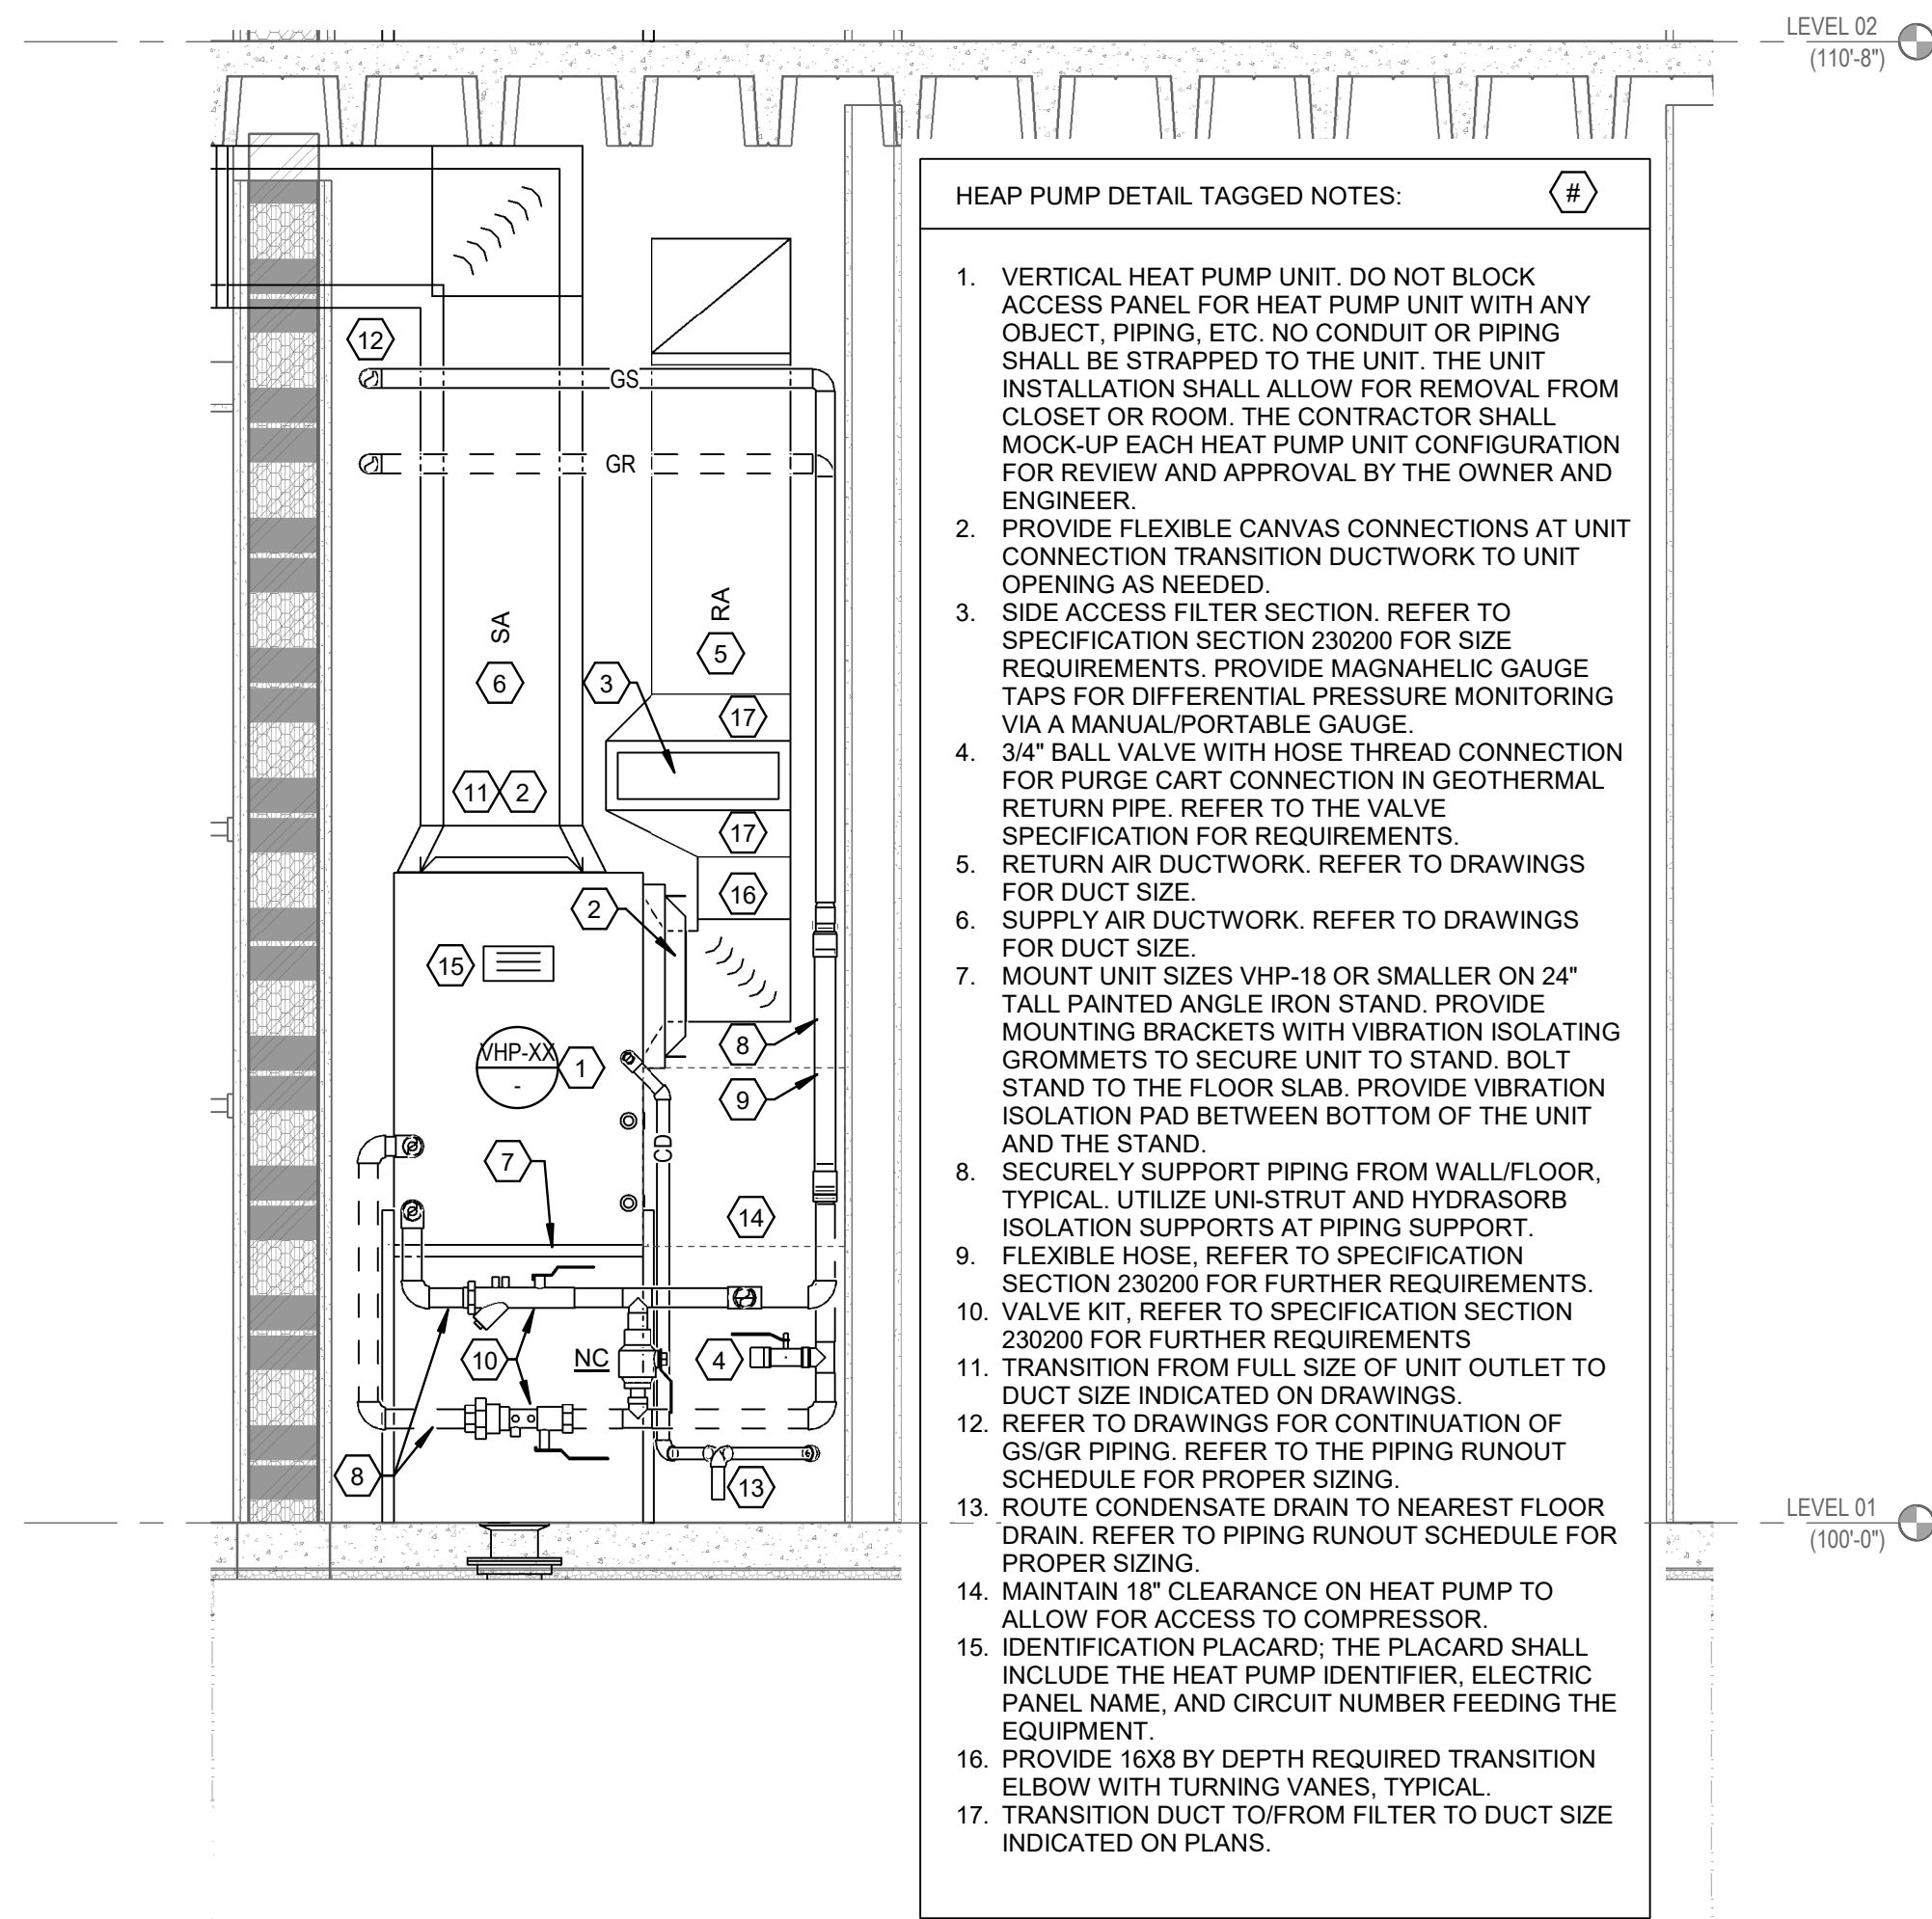 LEVEL 02
(110'-8")
HEAP PUMP DETAIL TAGGED NOTES:
#
1. VERTICAL HEAT PUMP UNIT. DO NOT BLOCK
ACCESS PANEL FOR HEAT PUMP UNIT WITH ANY
OBJECT, PIPING, ETC. NO CONDUIT OR PIPING
SHALL BE STRAPPED TO THE UNIT. THE UNIT
INSTALLATION SHALL ALLOW FOR REMOVAL FROM
CLOSET OR ROOM. THE CONTRACTOR SHALL
MOCK-UP EACH HEAT PUMP UNIT CONFIGURATION
FOR REVIEW AND APPROVAL BY THE OWNER AND
ENGINEER.
2. PROVIDE FLEXIBLE CANVAS CONNECTIONS AT UNIT
CONNECTION TRANSITION DUCTWORK TO UNIT
OPENING AS NEEDED.
3. SIDE ACCESS FILTER SECTION. REFER TO
SPECIFICATION SECTION 230200 FOR SIZE
REQUIREMENTS. PROVIDE MAGNAHELIC GAUGE
TAPS FOR DIFFERENTIAL PRESSURE MONITORING
VIA A MANUAL/PORTABLE GAUGE.
4. 3/4" BALL VALVE WITH HOSE THREAD CONNECTION
FOR PURGE CART CONNECTION IN GEOTHERMAL
RETURN PIPE. REFER TO THE VALVE
SPECIFICATION FOR REQUIREMENTS.
5. RETURN AIR DUCTWORK. REFER TO DRAWINGS
FOR DUCT SIZE.
6. SUPPLY AIR DUCTWORK. REFER TO DRAWINGS
FOR DUCT SIZE.
7. MOUNT UNIT SIZES VHP-18 OR SMALLER ON 24"
TALL PAINTED ANGLE IRON STAND. PROVIDE
MOUNTING BRACKETS WITH VIBRATION ISOLATING
GROMMETS TO SECURE UNIT TO STAND. BOLT
STAND TO THE FLOOR SLAB. PROVIDE VIBRATION
ISOLATION PAD BETWEEN BOTTOM OF THE UNIT
AND THE STAND.
8. SECURELY SUPPORT PIPING FROM WALL/FLOOR,
TYPICAL. UTILIZE UNI-STRUT AND HYDRASORB
ISOLATION SUPPORTS AT PIPING SUPPORT.
9. FLEXIBLE HOSE, REFER TO SPECIFICATION
SECTION 230200 FOR FURTHER REQUIREMENTS.
10. VALVE KIT, REFER TO SPECIFICATION SECTION
230200 FOR FURTHER REQUIREMENTS
11. TRANSITION FROM FULL SIZE OF UNIT OUTLET TO
DUCT SIZE INDICATED ON DRAWINGS.
12. REFER TO DRAWINGS FOR CONTINUATION OF
GS/GR PIPING. REFER TO THE PIPING RUNOUT
SCHEDULE FOR PROPER SIZING.
13. ROUTE CONDENSATE DRAIN TO NEAREST FLOOR
DRAIN. REFER TO PIPING RUNOUT SCHEDULE FOR
PROPER SIZING.
14. MAINTAIN 18" CLEARANCE ON HEAT PUMP TO
ALLOW FOR ACCESS TO COMPRESSOR.
15. IDENTIFICATION PLACARD; THE PLACARD SHALL
INCLUDE THE HEAT PUMP IDENTIFIER, ELECTRIC
PANEL NAME, AND CIRCUIT NUMBER FEEDING THE
EQUIPMENT.
16. PROVIDE 16X8 BY DEPTH REQUIRED TRANSITION
ELBOW WITH TURNING VANES, TYPICAL.
17. TRANSITION DUCT TO/FROM FILTER TO DUCT SIZE
INDICATED ON PLANS.
12
GS
GR
SA
RA
5
6
3
17
11
2
17
16
2
15
8
VHP-XX
-
1
9
CD
7
14
10
NC
4
8
13
LEVEL 01
(100'-0")